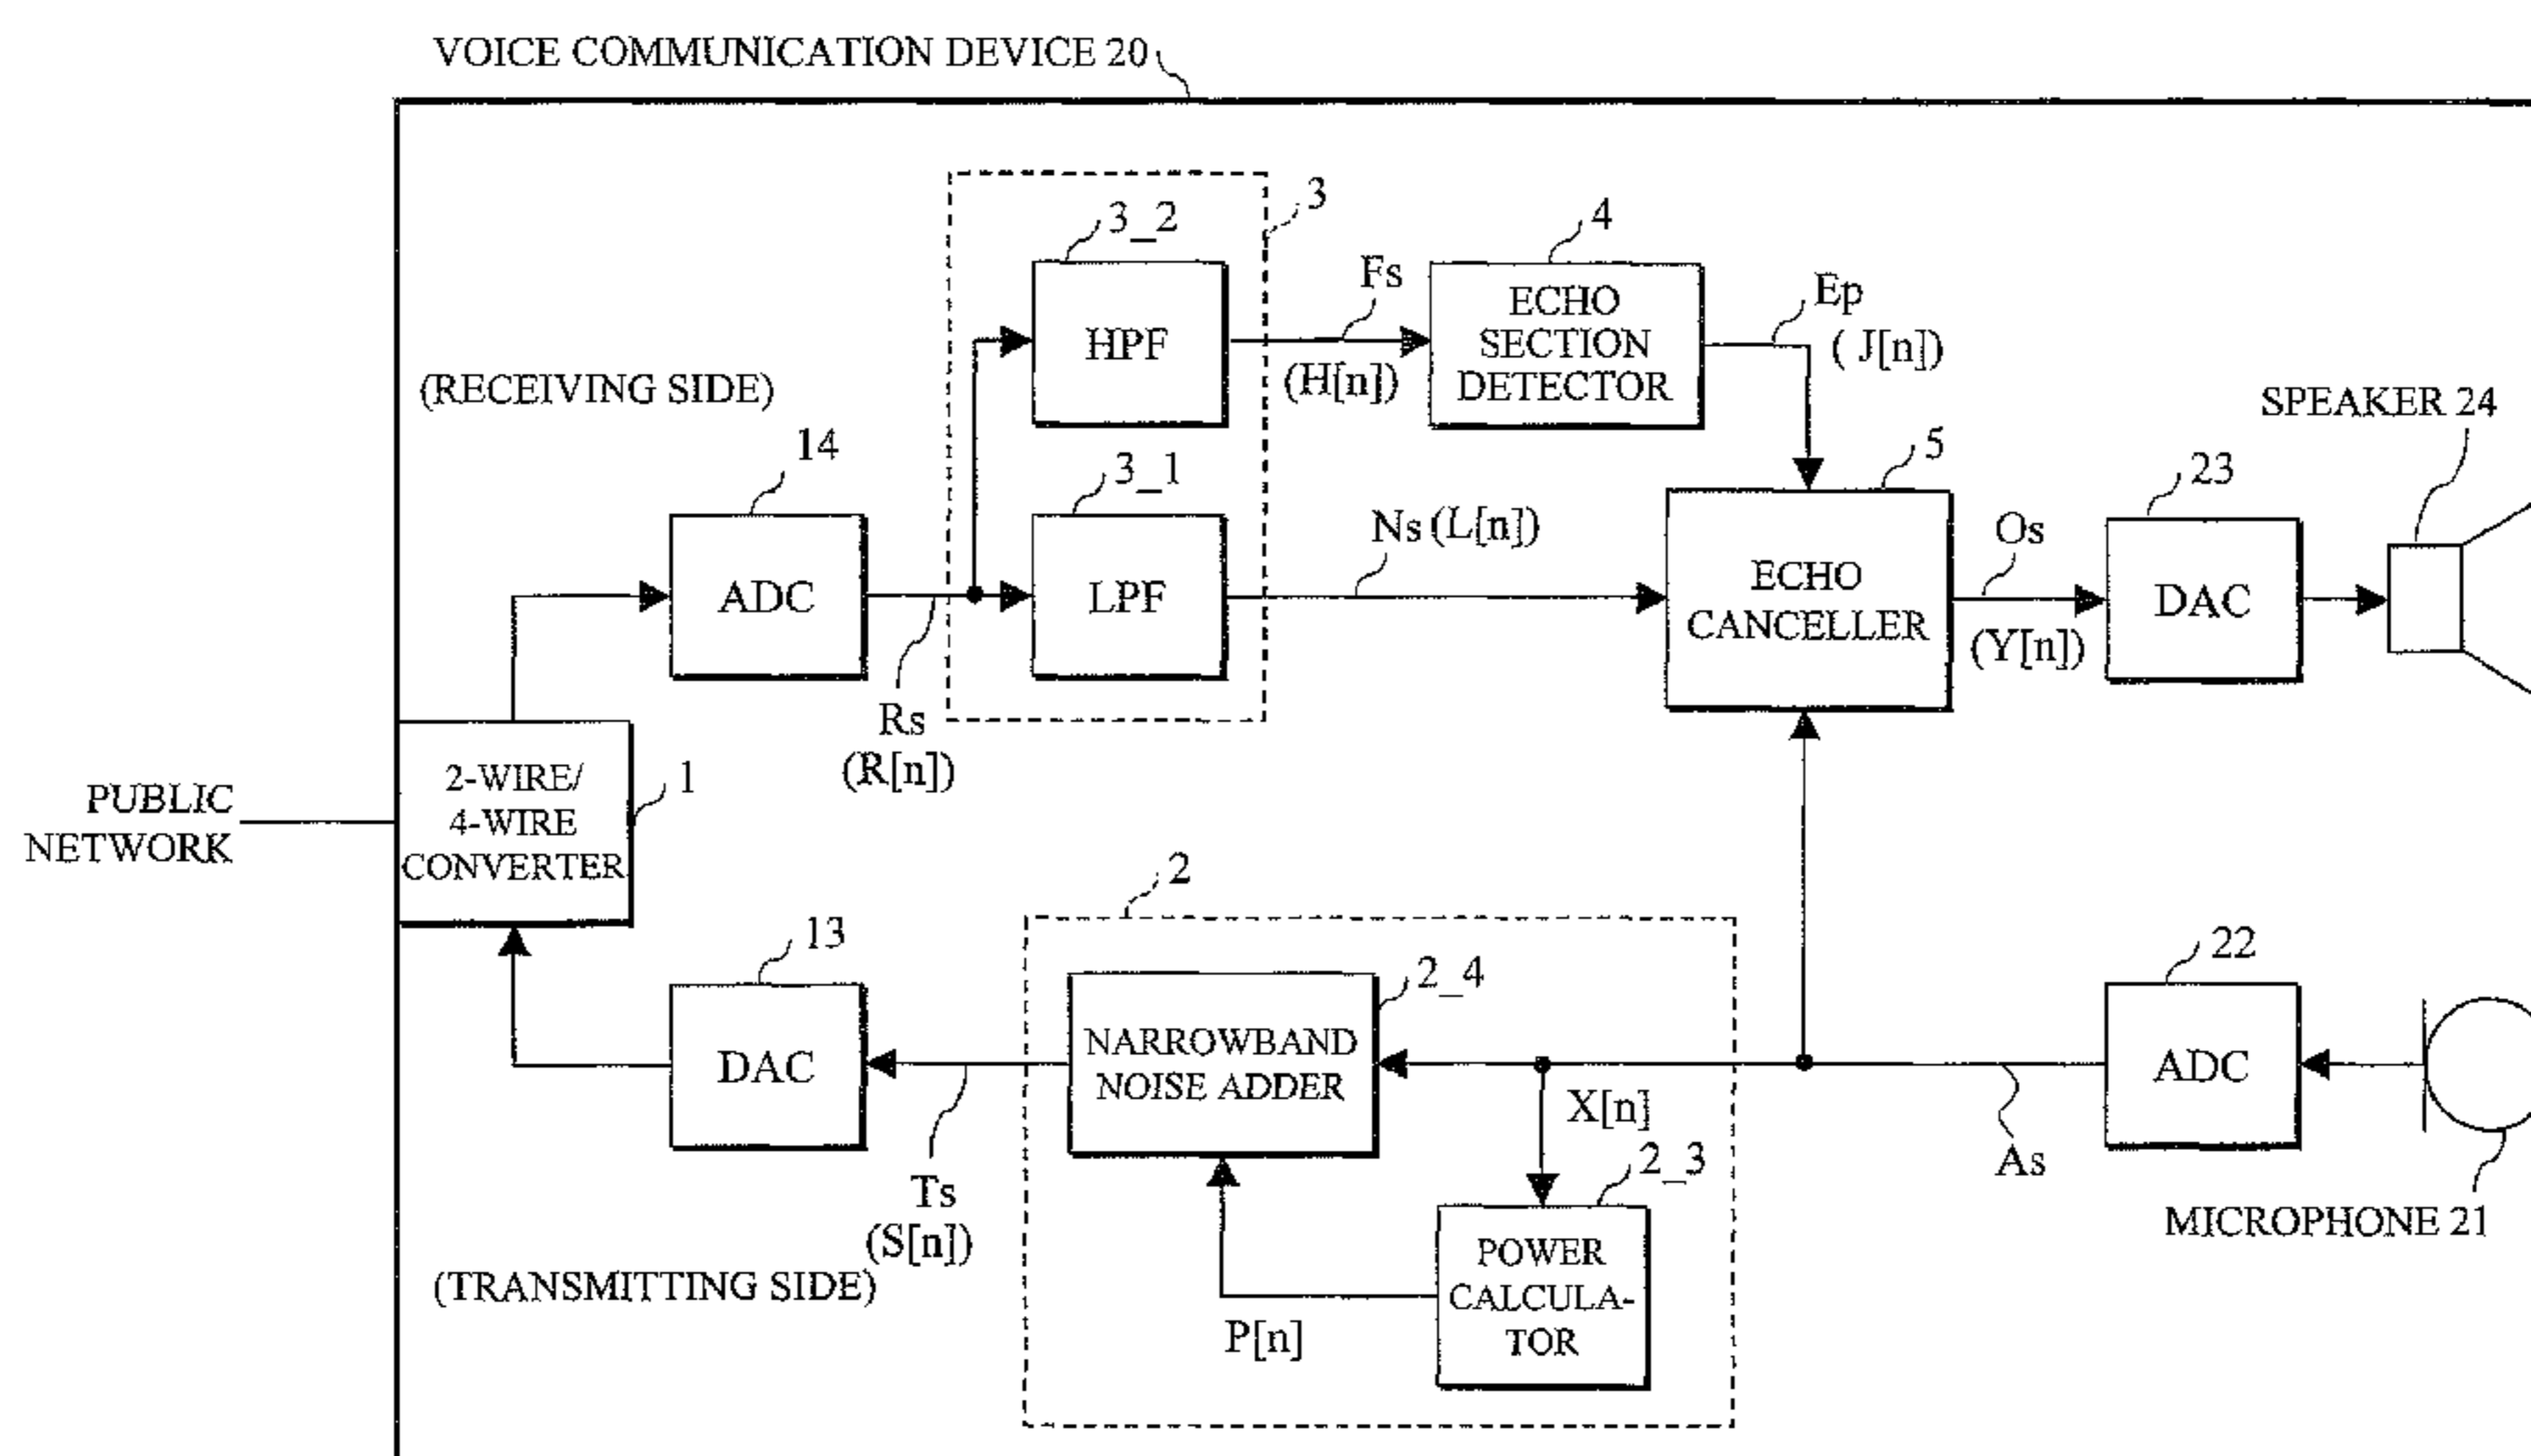 VOICE COMMUNICATION DEVICE 20
3
3_2
4
HPF
Fs
(H[n])
ECHO
SECTION
DETECTOR
Ep
( J[n])
(RECEIVING SIDE)
SPEAKER 24
14
3_1
5
23
ADC
LPF
Ns (L[n])
ECHO
CANCELLER
Os
(Y[n])
DAC
Rs
(R[n])
PUBLIC
NETWORK
2-WIRE/
4-WIRE
CONVERTER
1
2
13
2_4
22
DAC
NARROWBAND
NOISE ADDER
X[n]
ADC
Ts
(S[n])
2_3
As
MICROPHONE 21
POWER
CALCULA-
TOR
(TRANSMITTING SIDE)
P[n]